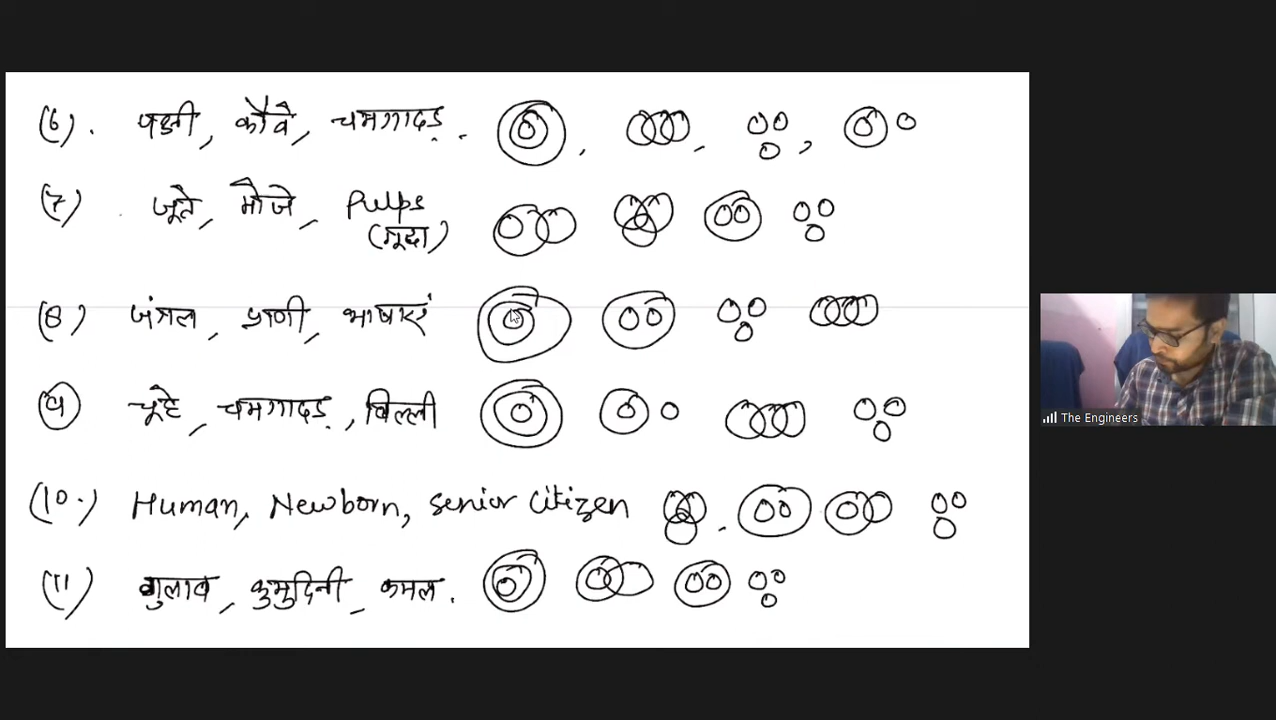 (6). पक्षी, कौवे, चमगादड़.
(7) जूते, मौजे, Pulps
(गूदा)
(8) जंगल, प्राणी, भाषाएं
(9) चूहे, चमगादड़, बिल्ली
The Engineers
(10.) Human, Newborn, senior citizen
(11) गुलाब, कुमुदिनी, कमल.